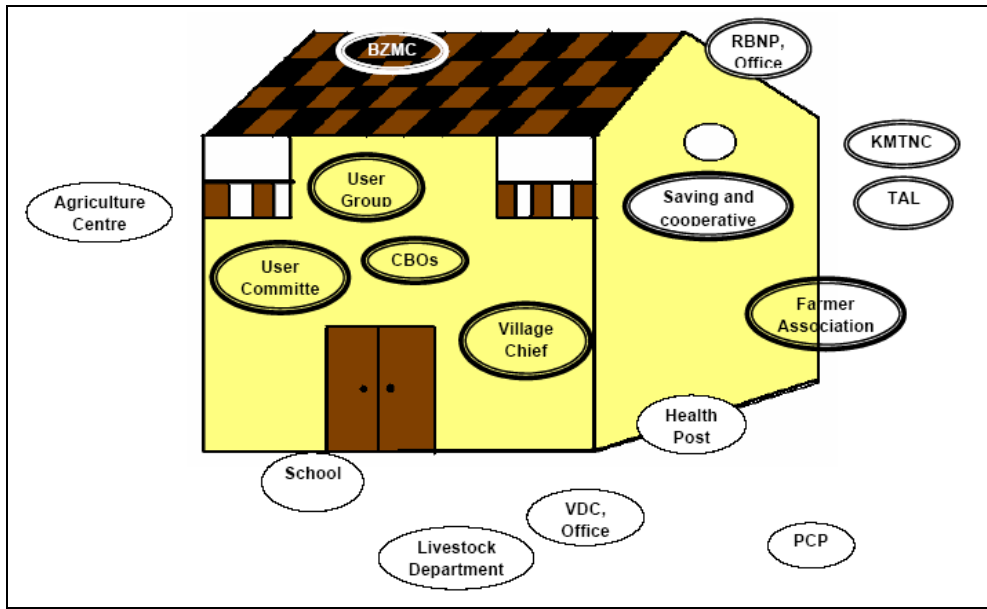 BZMC
RBNP,
Office
KMTNC
User
Group
Saving and
cooperative
TAL
Agriculture
Centre
CBOs
User
Committe
Farmer
Association
Village
Chief
Health
Post
School
VDC,
Office
PCP
Livestock
Department